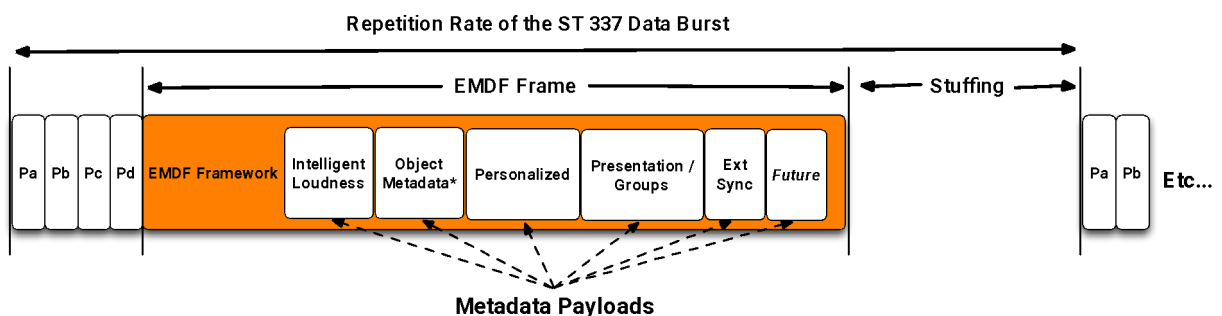 Repetition Rate of the ST 337 Data Burst
EMDF Frame
Stuffing
Pa
Pb
Pc
Pd
EMDF Framework
Intelligent
Loudness
Object
Metadata*
Personalized
Presentation /
Groups
Ext
Sync
Future
Pa
Pb
Etc...
Metadata Payloads